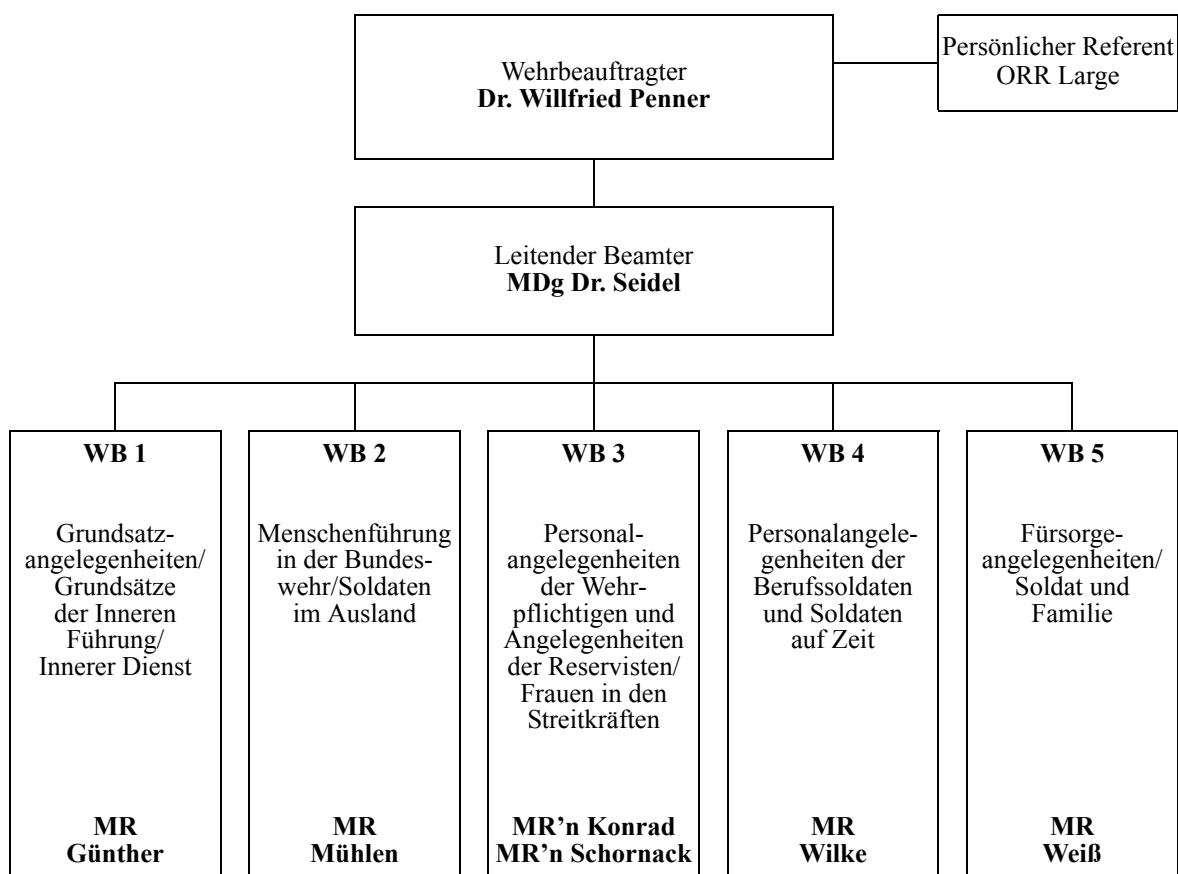 Wehrbeauftragter
Dr. Willfried Penner
Persönlicher Referent
ORR Large
Leitender Beamter
MDg Dr. Seidel
WB 1
Grundsatz-
angelegenheiten/
Grundsätze
der Inneren
Führung/
Innerer Dienst
MR
Günther
WB 2
Menschenführung
in der Bundes-
wehr/Soldaten
im Ausland
MR
Mühlen
WB 3
Personal-
angelegenheiten
der Wehr-
pflichtigen und
Angelegenheiten
der Reservisten/
Frauen in den
Streitkräften
MR’n Konrad
MR’n Schornack
WB 4
Personalangele-
genheiten der
Berufssoldaten
und Soldaten
auf Zeit
MR
Wilke
WB 5
Fürsorge-
angelegenheiten/
Soldat und
Familie
MR
Weiß